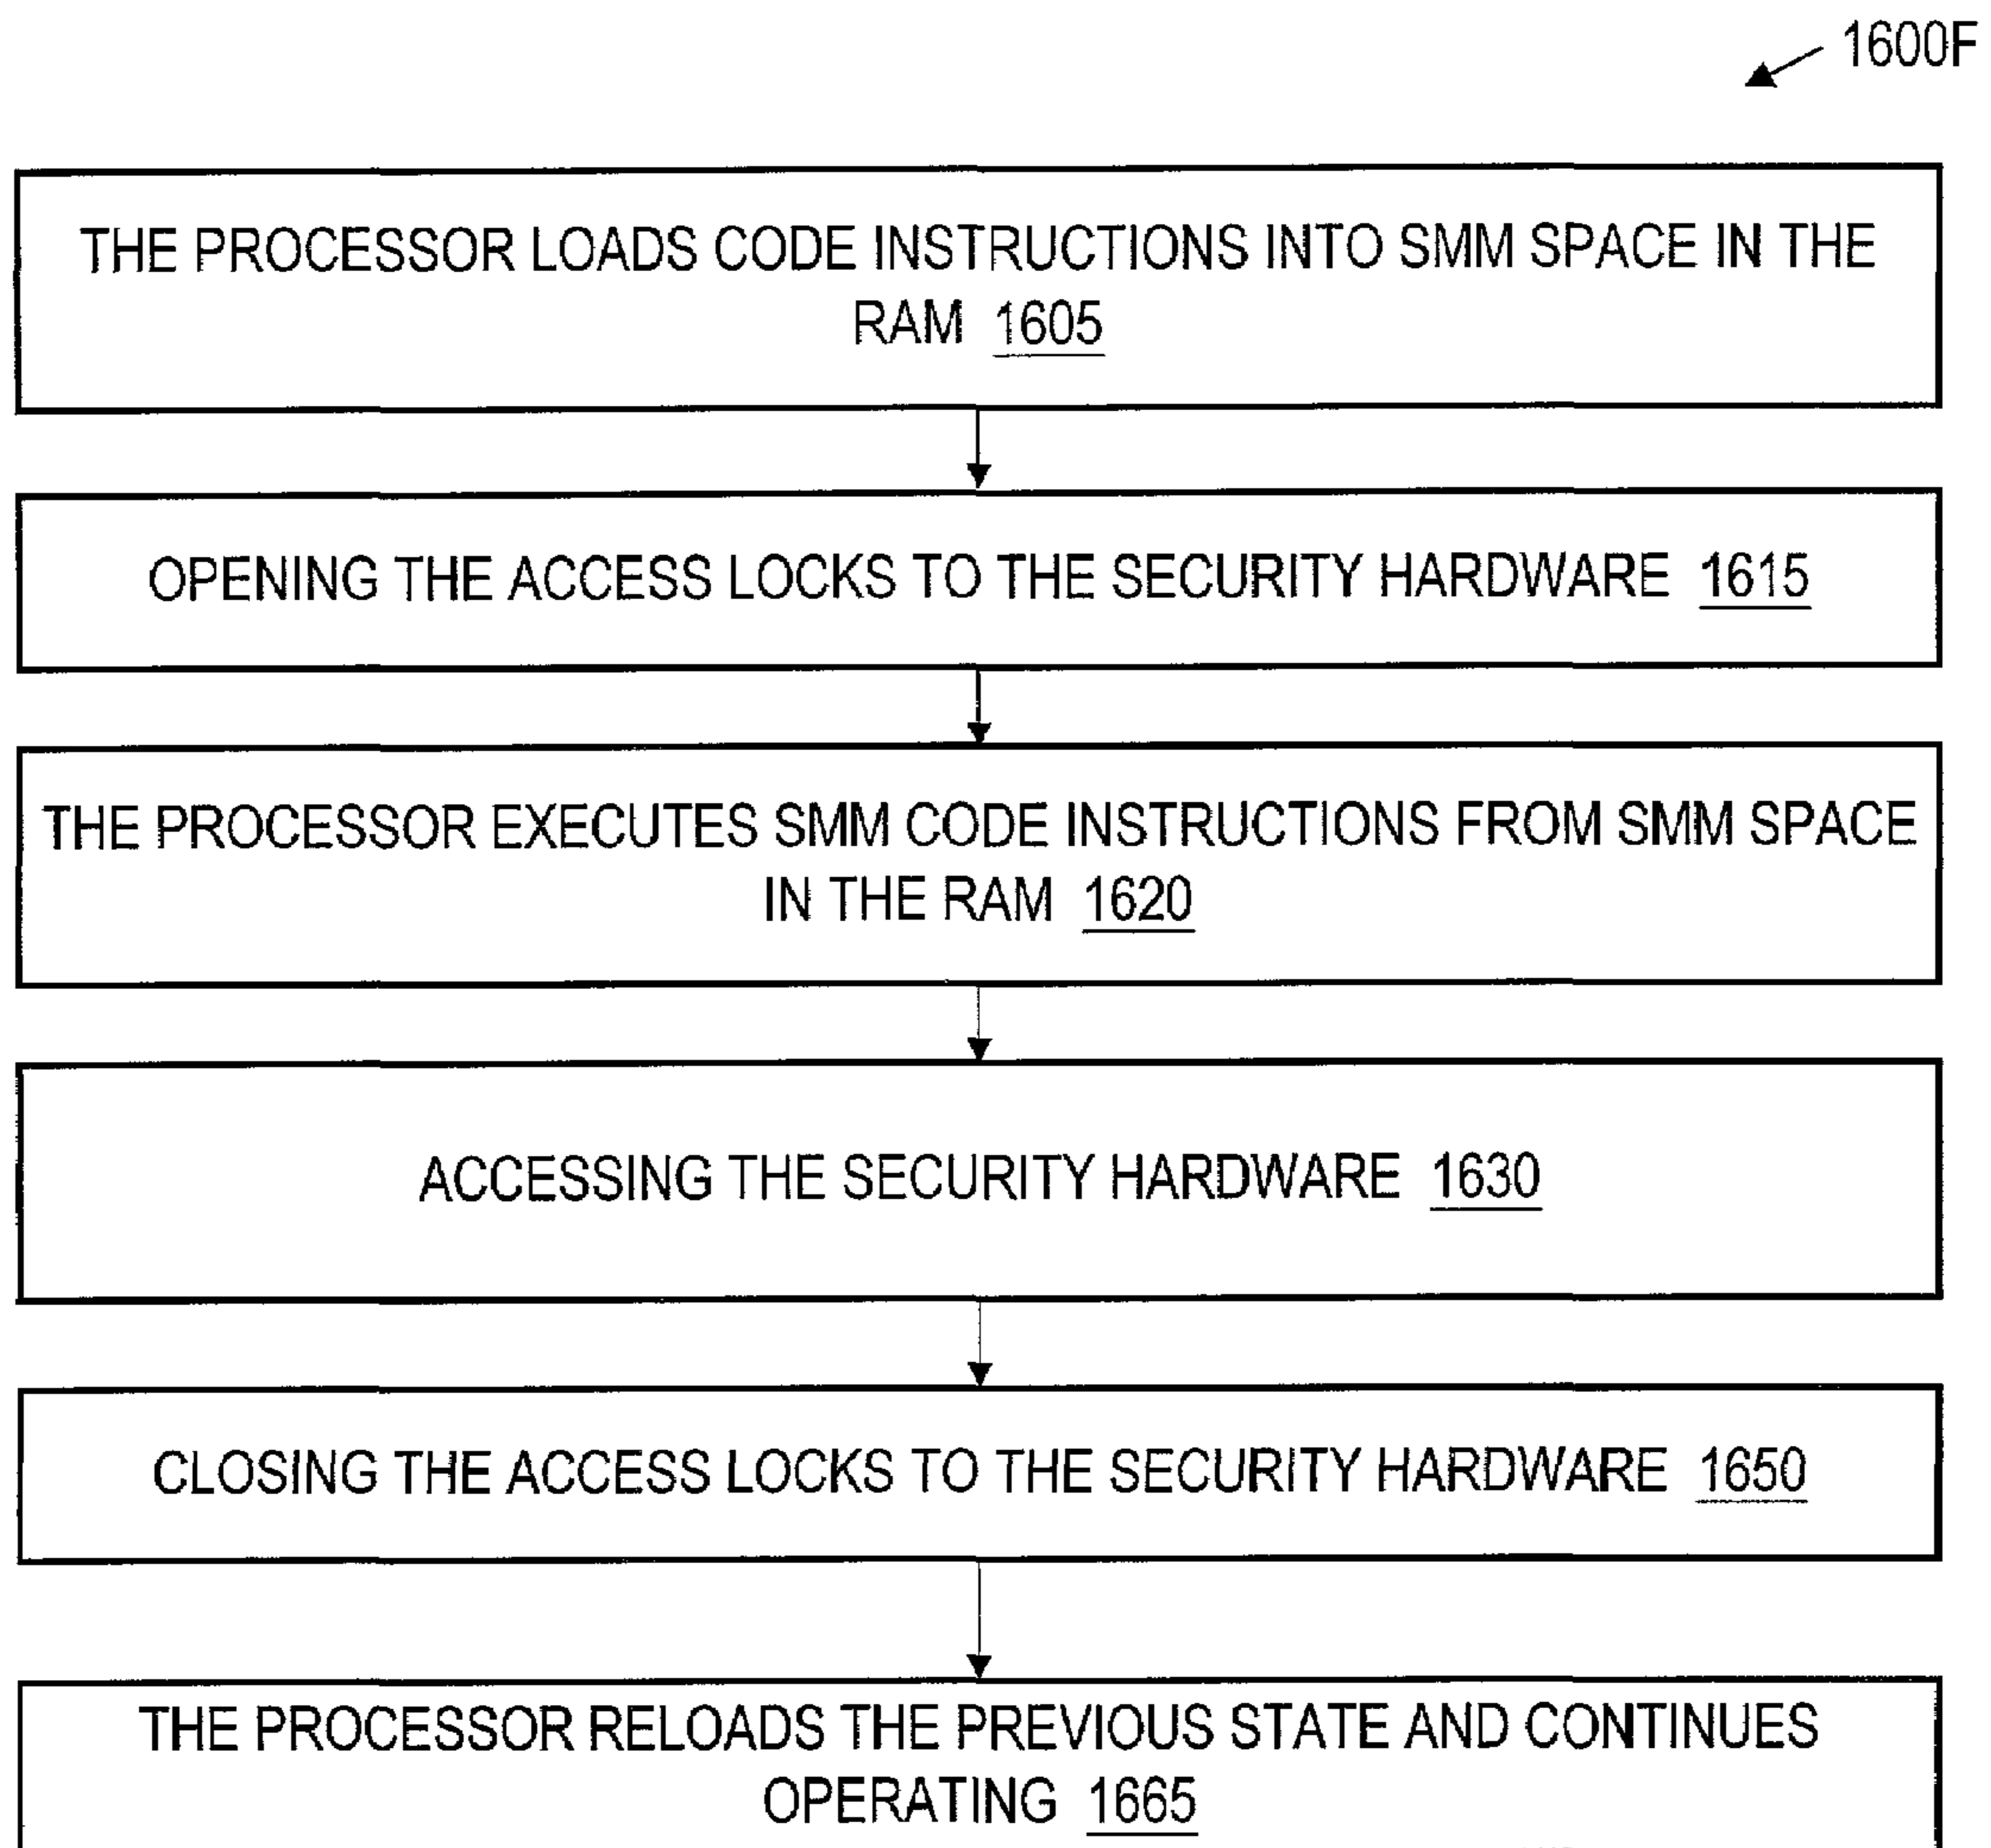 1600F
THE PROCESSOR LOADS CODE INSTRUCTIONS INTO SMM SPACE IN THE
RAM 1605
OPENING THE ACCESS LOCKS TO THE SECURITY HARDWARE 1615
THE PROCESSOR EXECUTES SMM CODE INSTRUCTIONS FROM SMM SPACE
IN THE RAM 1620
ACCESSING THE SECURITY HARDWARE 1630
CLOSING THE ACCESS LOCKS TO THE SECURITY HARDWARE 1650
THE PROCESSOR RELOADS THE PREVIOUS STATE AND CONTINUES
OPERATING 1665